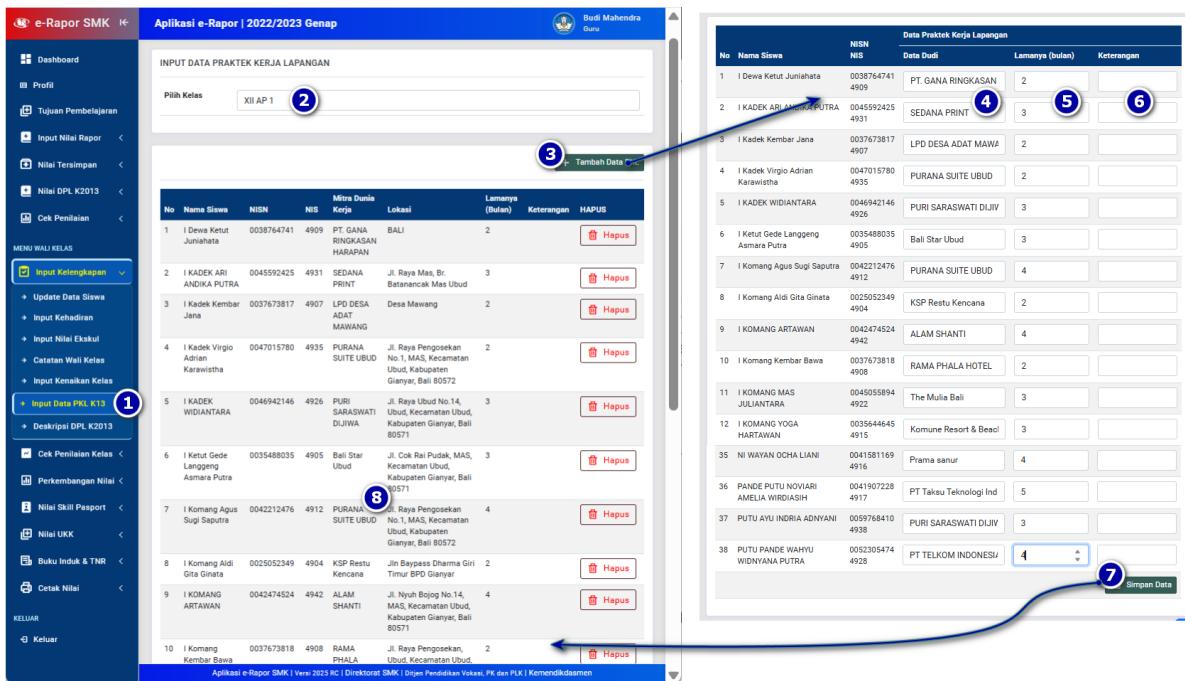 e-Rapor SMK
Dashboard
Profil
Tujuan Pembelajaran
Input Nilai Rapor
Nilai Tersimpan
Nilai DPL K2013
Cek Penilaian
MENU WALI KELAS
Input Kelengkapan
Update Data Siswa
Input Kehadiran
Input Nilai Ekskul
Catatan Wali Kelas
Input Kenaikan Kelas
Input Data PKL K13
1
Deskripsi DPL K2013
Cek Penilaian Kelas
Perkembangan Nilai
Nilai Skill Pasport
Nilai UKK
Buku Induk & TNR
Cetak Nilai
KELUAR
Keluar
Aplikasi e-Rapor | 2022/2023 Genap
Budi Mahendra
Guru
INPUT DATA PRAKTEK KERJA LAPANGAN
Pilih Kelas
XII AP 1
2
3
+ Tambah Data
No Nama Siswa NISN NIS Mitra Dunia Kerja Lokasi Lamanya (Bulan) Keterangan HAPUS
1 I Dewa Ketut Juniahata 0038764741 4909 PT. GANA RINGKASAN HARAPAN BALI 2 Hapus
2 I KADEK ARI ANDIKA PUTRA 0045592425 4931 SEDANA PRINT Jl. Raya Mas, Br. Batanancak Mas Ubud 3 Hapus
3 I Kadek Kembar Jana 0037673817 4907 LPD DESA ADAT MAWANG Desa Mawang 2 Hapus
4 I Kadek Virgio Adrian Karawistha 0047015780 4935 PURANA SUITE UBUD Jl. Raya Pengosekan No.1, MAS, Kecamatan Ubud, Kabupaten Gianyar, Bali 80572 2 Hapus
5 I KADEK WIDIANTARA 0046942146 4926 PURI SARASWATI DIJIWA Jl. Raya Ubud No.14, Ubud, Kecamatan Ubud, Kabupaten Gianyar, Bali 80571 3 Hapus
6 I Ketut Gede Langgeng Asmara Putra 0035488035 4905 Bali Star Ubud Jl. Cok Rai Pudak, MAS, Kecamatan Ubud, Kabupaten Gianyar, Bali 80571 3 Hapus
8
7 I Komang Agus Sugi Saputra 0042212476 4912 PURANA SUITE UBUD Jl. Raya Pengosekan No.1, MAS, Kecamatan Ubud, Kabupaten Gianyar, Bali 80572 4 Hapus
8 I Komang Aldi Gita Ginata 0025052349 4904 KSP Restu Kencana Jln Baypass Dharma Giri Timur BPD Gianyar 2 Hapus
9 I KOMANG ARTAWAN 0042474524 4942 ALAM SHANTI Jl. Nyuh Bojog No.14, MAS, Kecamatan Ubud, Kabupaten Gianyar, Bali 80571 4 Hapus
10 I Komang Kembar Bawa 0037673818 4908 RAMA PHALA Jl. Raya Pengosekan, Ubud, Kecamatan Ubud, 2 Hapus
Aplikasi e-Rapor SMK | Versi 2025 RC | Direktorat SMK | Ditjen Pendidikan Vokasi, PK dan PLK | Kemendikdasmen
Data Praktek Kerja Lapangan
No Nama Siswa NISN NIS Data Dudi Lamanya (bulan) Keterangan
1 I Dewa Ketut Juniahata 0038764741 4909 PT. GANA RINGKASAN 2
4 5 6
2 I KADEK ARI ANDIKA PUTRA 0045592425 4931 SEDANA PRINT 3
3 I Kadek Kembar Jana 0037673817 4907 LPD DESA ADAT MAWA 2
4 I Kadek Virgio Adrian Karawistha 0047015780 4935 PURANA SUITE UBUD 2
5 I KADEK WIDIANTARA 0046942146 4926 PURI SARASWATI DIJIV 3
6 I Ketut Gede Langgeng Asmara Putra 0035488035 4905 Bali Star Ubud 3
7 I Komang Agus Sugi Saputra 0042212476 4912 PURANA SUITE UBUD 4
8 I Komang Aldi Gita Ginata 0025052349 4904 KSP Restu Kencana 2
9 I KOMANG ARTAWAN 0042474524 4942 ALAM SHANTI 4
10 I Komang Kembar Bawa 0037673818 4908 RAMA PHALA HOTEL 2
11 I KOMANG MAS JULIANTARA 0045055894 4922 The Mulia Bali 3
12 I KOMANG YOGA HARTAWAN 0035644645 4915 Komune Resort & Beacl 3
35 NI WAYAN OCHA LIANI 0041581169 4916 Prama sanur 4
36 PANDE PUTU NOVIARI AMELIA WIRDIASIH 0041907228 4917 PT Taksu Teknologi Ind 5
37 PUTU AYU INDRIA ADNYANI 0059768410 4938 PURI SARASWATI DIJIV 3
38 PUTU PANDE WAHYU WIDNYANA PUTRA 0052305474 4928 PT TELKOM INDONESIA 4
7
Simpan Data